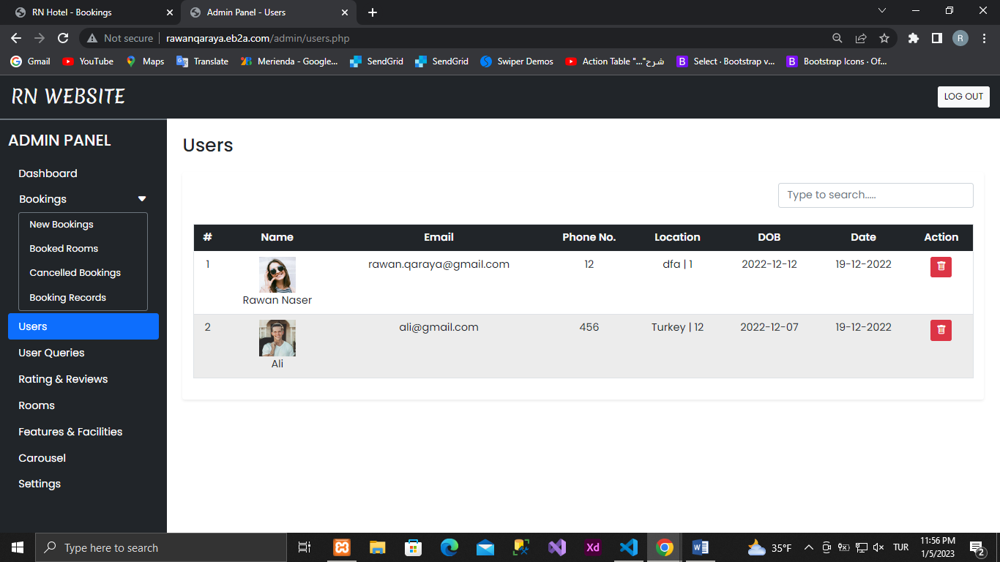 RN Hotel - Bookings
Admin Panel - Users
Not secure
rawanqaraya.eb2a.com/admin/users.php
R
Gmail
YouTube
Maps
Translate
Merienda - Google...
SendGrid
SendGrid
Swiper Demos
Action Table "..."شرح
Select · Bootstrap v...
Bootstrap Icons · Of...
RN WEBSITE
LOG OUT
ADMIN PANEL
Dashboard
Bookings
New Bookings
Booked Rooms
Cancelled Bookings
Booking Records
Users
User Queries
Rating & Reviews
Rooms
Features & Facilities
Carousel
Settings
Users
Type to search.....
# Name Email Phone No. Location DOB Date Action
1 rawan.qaraya@gmail.com 12 dfa | 1 2022-12-12 19-12-2022
Rawan Naser
2 ali@gmail.com 456 Turkey | 12 2022-12-07 19-12-2022
Ali
Type here to search
Xd
35°F
TUR
11:56 PM
1/5/2023
2